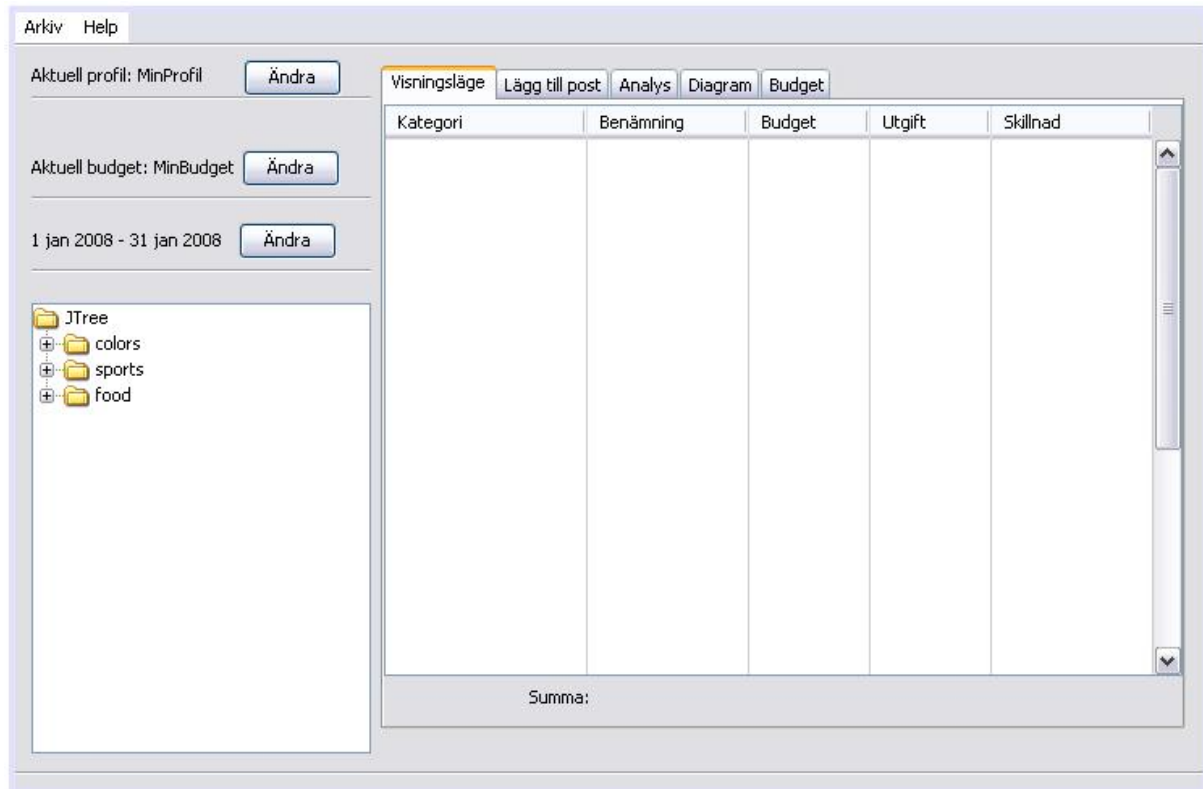 Arkiv Help
Aktuell profil: MinProfil Ändra
Aktuell budget: MinBudget Ändra
1 jan 2008 - 31 jan 2008 Ändra
JTree
colors
sports
food
Visningsläge Lägg till post Analys Diagram Budget
Kategori Benämning Budget Utgift Skillnad
Summa: